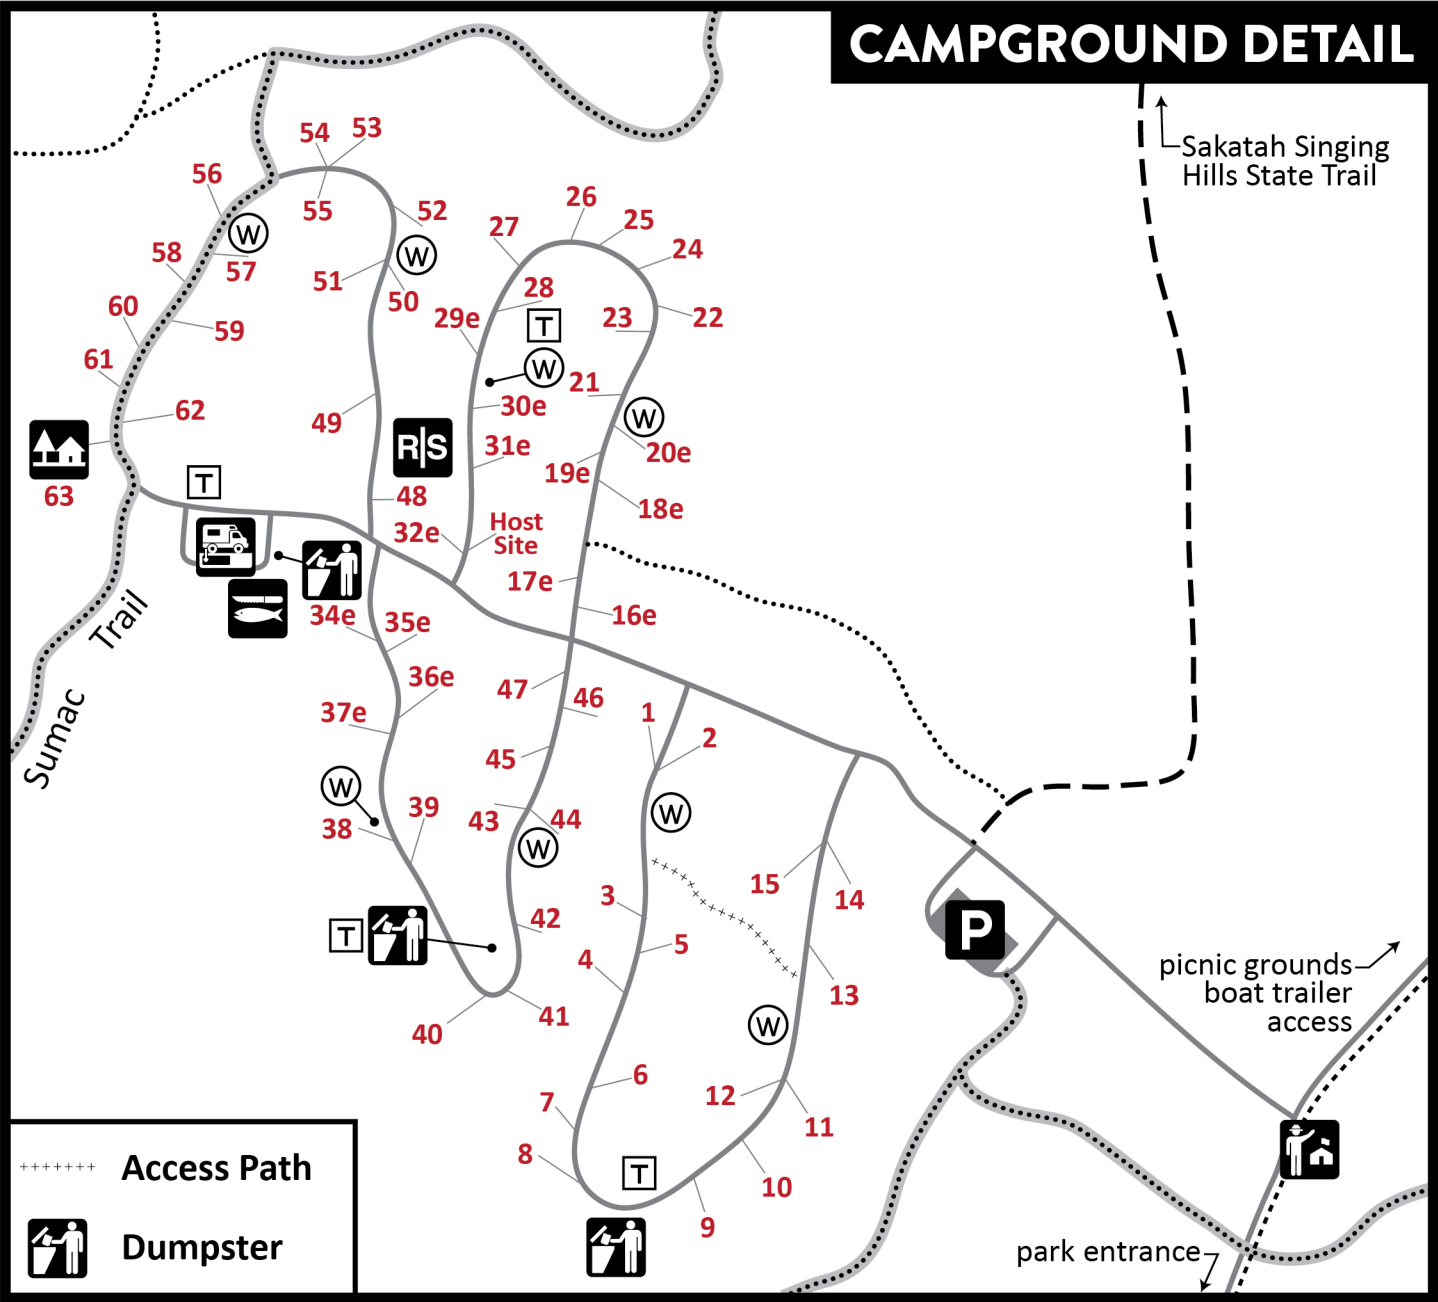 CAMPGROUND DETAIL
Sakatah Singing
Hills State Trail
54
53
56
55
52
26
27
25
W
W
24
58
57
51
28
50
60
29e
T
23
22
59
61
W
21
62
49
30e
W
R|S
31e
20e
19e
63
T
48
18e
32e
Host
Site
17e
34e
35e
16e
Trail
36e
47
46
37e
1
2
Sumac
45
W
39
W
38
43
44
W
15
14
3
42
T
P
5
4
picnic grounds
boat trailer
access
13
41
40
W
6
12
7
11
8
T
10
9
Access Path
Dumpster
park entrance